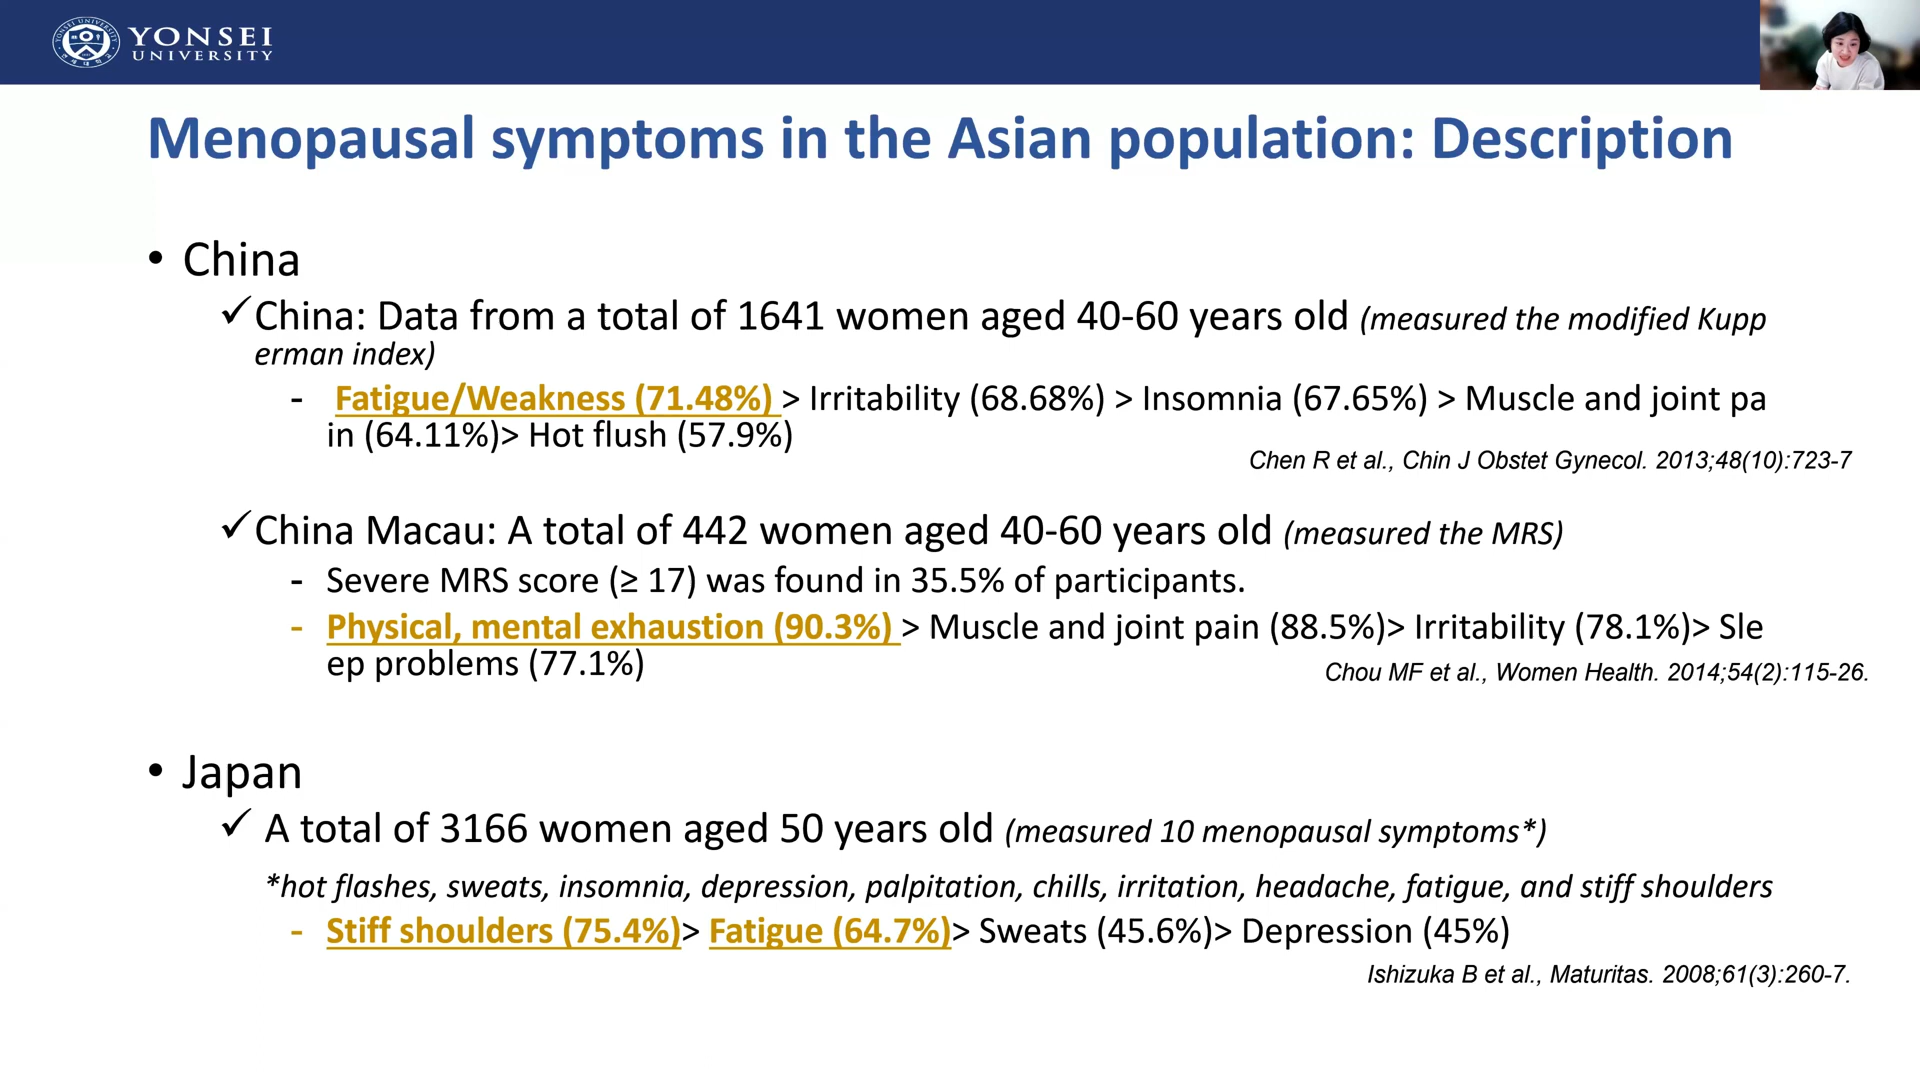 YONSEI
UNIVERSITY
Menopausal symptoms in the Asian population: Description
• China
✓China: Data from a total of 1641 women aged 40-60 years old (measured the modified Kupp
erman index)
- Fatigue/Weakness (71.48%) > Irritability (68.68%) > Insomnia (67.65%) > Muscle and joint pa
in (64.11%)> Hot flush (57.9%)
Chen R et al., Chin J Obstet Gynecol. 2013;48(10):723-7
✓China Macau: A total of 442 women aged 40-60 years old (measured the MRS)
- Severe MRS score (≥ 17) was found in 35.5% of participants.
- Physical, mental exhaustion (90.3%) > Muscle and joint pain (88.5%)> Irritability (78.1%)> Sle
ep problems (77.1%)
Chou MF et al., Women Health. 2014;54(2):115-26.
• Japan
✓ A total of 3166 women aged 50 years old (measured 10 menopausal symptoms*)
*hot flashes, sweats, insomnia, depression, palpitation, chills, irritation, headache, fatigue, and stiff shoulders
- Stiff shoulders (75.4%)> Fatigue (64.7%)> Sweats (45.6%)> Depression (45%)
Ishizuka B et al., Maturitas. 2008;61(3):260-7.